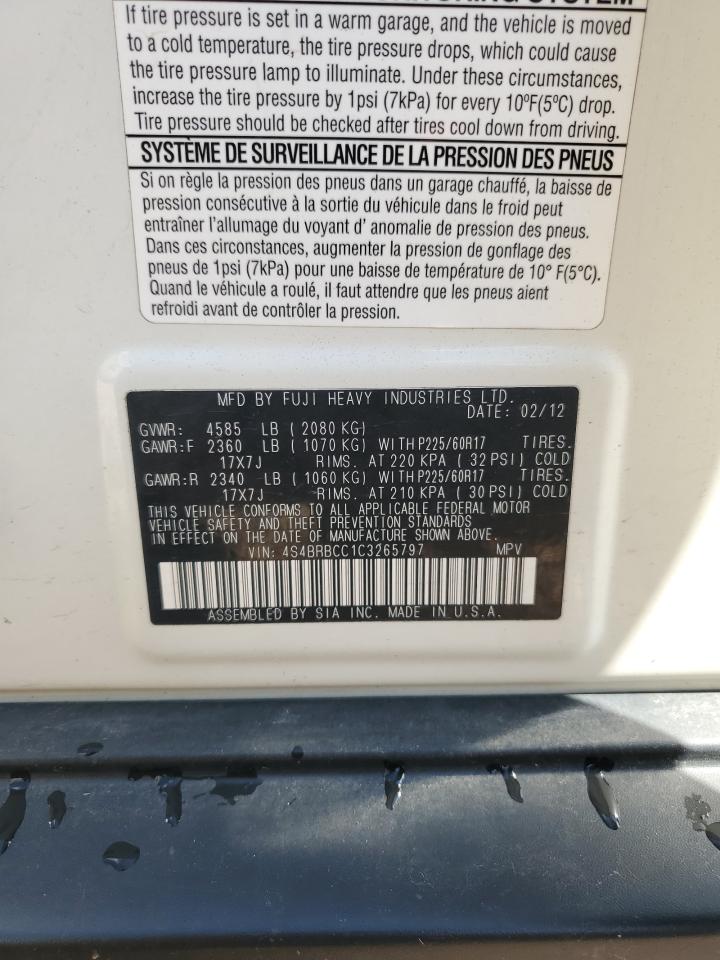 If tire pressure is set in a warm garage, and the vehicle is moved
to a cold temperature, the tire pressure drops, which could cause
the tire pressure lamp to illuminate. Under these circumstances,
increase the tire pressure by 1psi (7kPa) for every 10ºF(5ºC) drop.
Tire pressure should be checked after tires cool down from driving.
SYSTÈME DE SURVEILLANCE DE LA PRESSION DES PNEUS
Si on règle la pression des pneus dans un garage chauffé, la baisse de
pression consécutive à la sortie du véhicule dans le froid peut
entraîner l'allumage du voyant d' anomalie de pression des pneus.
Dans ces circonstances, augmenter la pression de gonflage des
pneus de 1psi (7kPa) pour une baisse de température de 10° F(5°C).
Quand le véhicule a roulé, il faut attendre que les pneus aient
refroidi avant de contrôler la pression.
MFD BY FUJI HEAVY INDUSTRIES LTD.
DATE: 02/12
GVWR: 4585 LB ( 2080 KG)
GAWR:F 2360 LB ( 1070 KG) WITH P225/60R17 TIRES.
17X7J RIMS. AT 220 KPA ( 32 PSI) COLD
GAWR:R 2340 LB ( 1060 KG) WITH P225/60R17 TIRES.
17X7J RIMS. AT 210 KPA ( 30 PSI) COLD
THIS VEHICLE CONFORMS TO ALL APPLICABLE FEDERAL MOTOR
VEHICLE SAFETY AND THEFT PREVENTION STANDARDS
IN EFFECT ON THE DATE OF MANUFACTURE SHOWN ABOVE.
VIN: 4S4BRBCC1C3265797 MPV
ASSEMBLED BY SIA INC. MADE IN U.S.A.